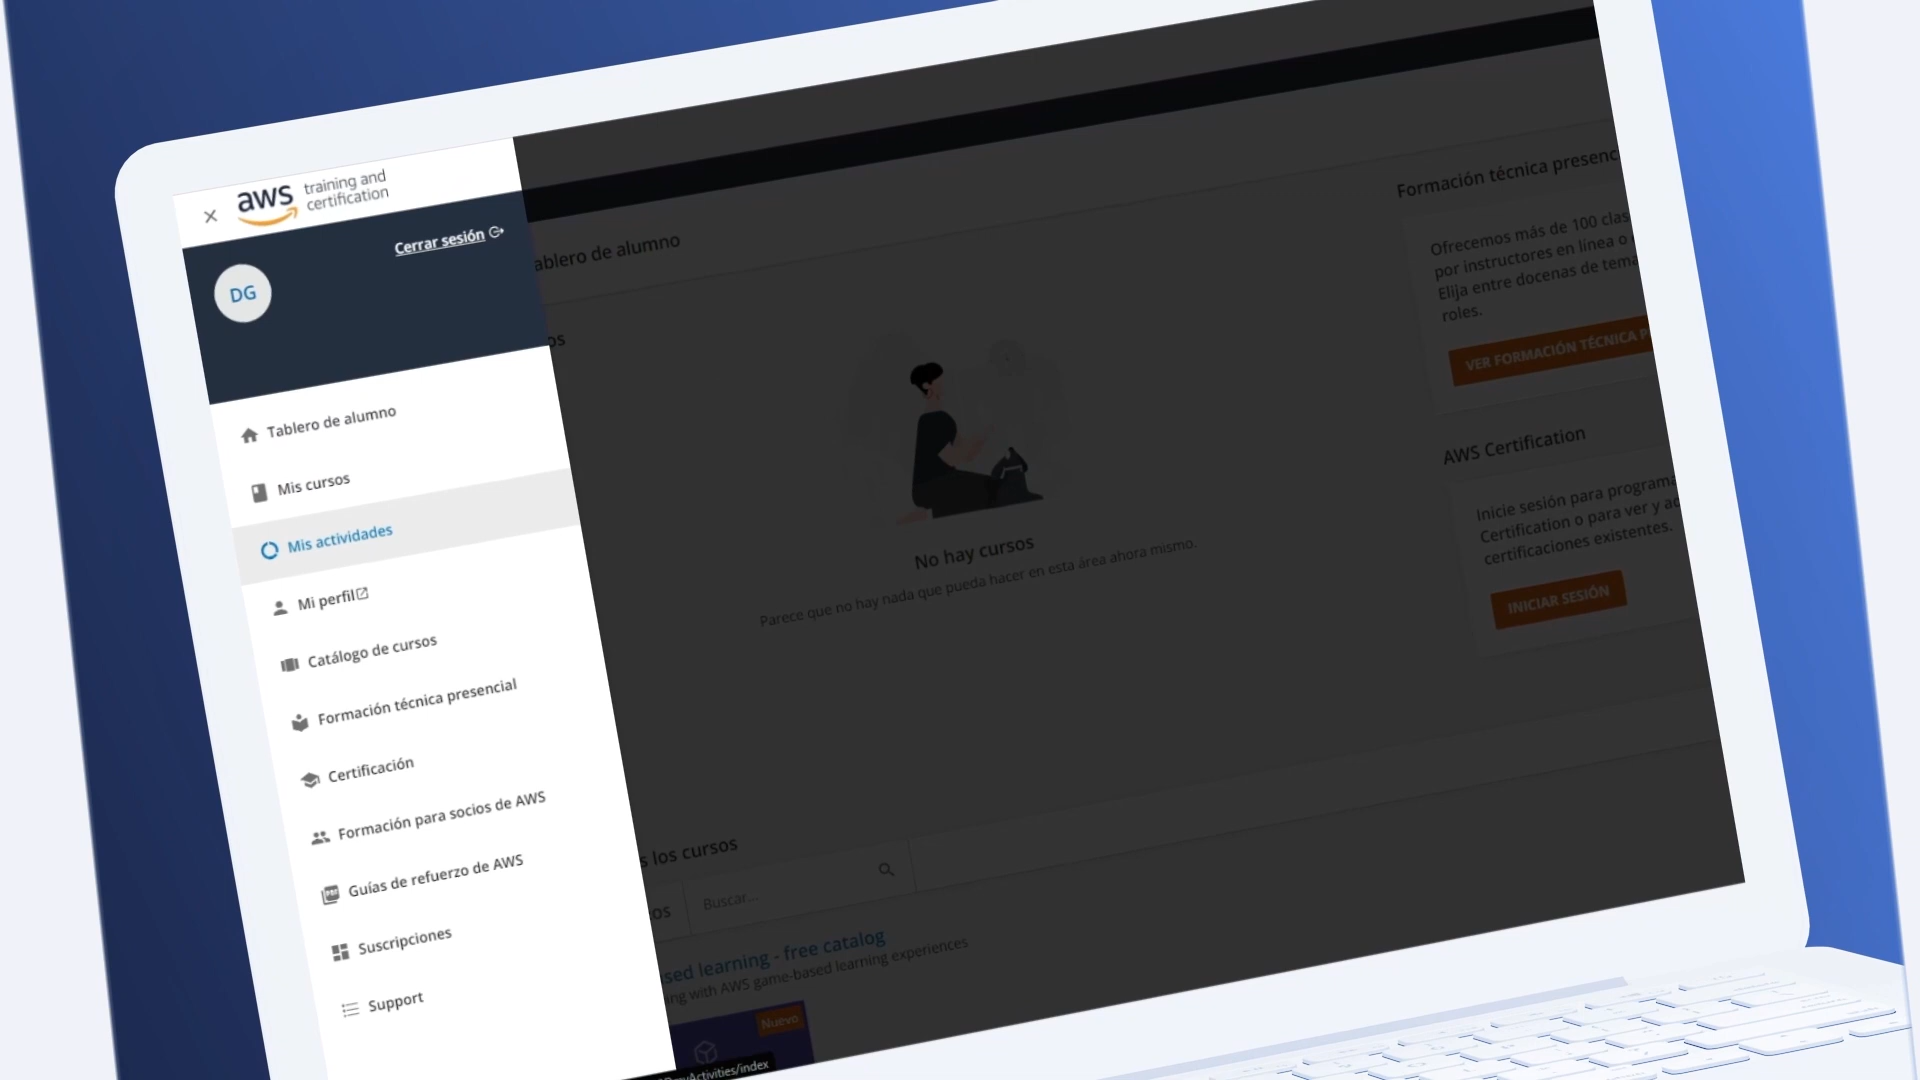 aws training and
certification
Cerrar sesión
DG
Tablero de alumno
Mis cursos
Mis actividades
Mi perfil
Catálogo de cursos
Formación técnica presencial
Certificación
Formación para socios de AWS
Guías de refuerzo de AWS
Suscripciones
Support
ablero de alumno
os
No hay cursos
Parece que no hay nada que pueda hacer en esta área ahora mismo.
Formación técnica presenc
Ofrecemos más de 100 clas
por instructores en línea o
Elija entre docenas de tema
roles.
VER FORMACIÓN TÉCNICA P
AWS Certification
Inicie sesión para programa
Certification o para ver y ad
certificaciones existentes.
INICIAR SESIÓN
s los cursos
os
Buscar...
sed learning - free catalog
ng with AWS game-based learning experiences
Nuevo
Activities/index